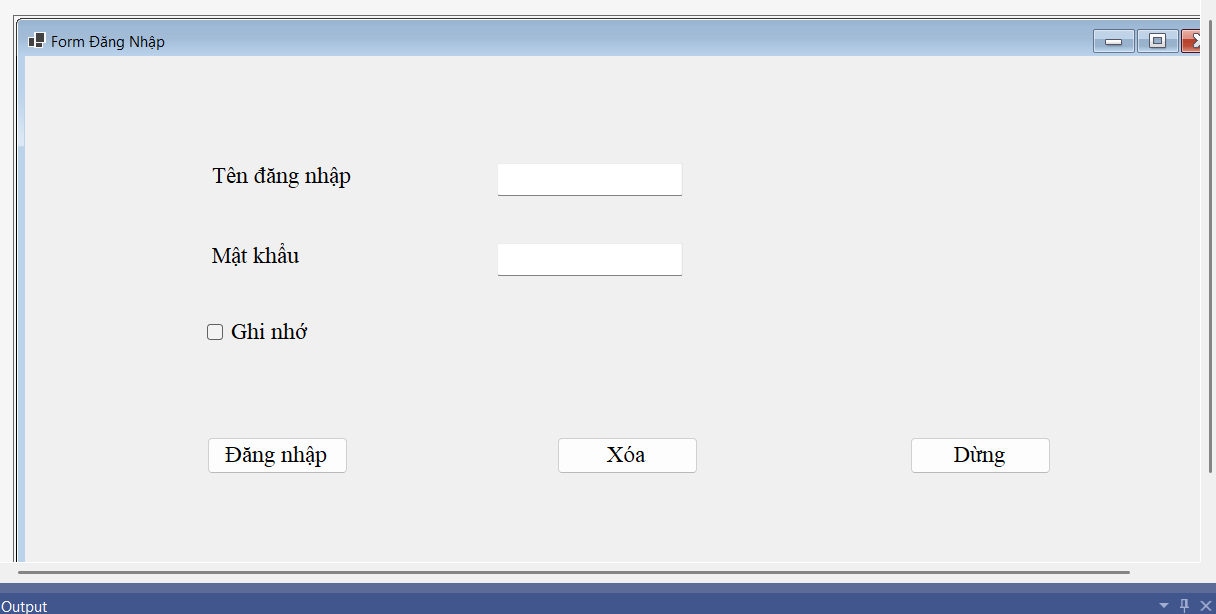 Form Đăng Nhập
Tên đăng nhập
Mật khẩu
Ghi nhớ
Đăng nhập
Xóa
Dừng
Output